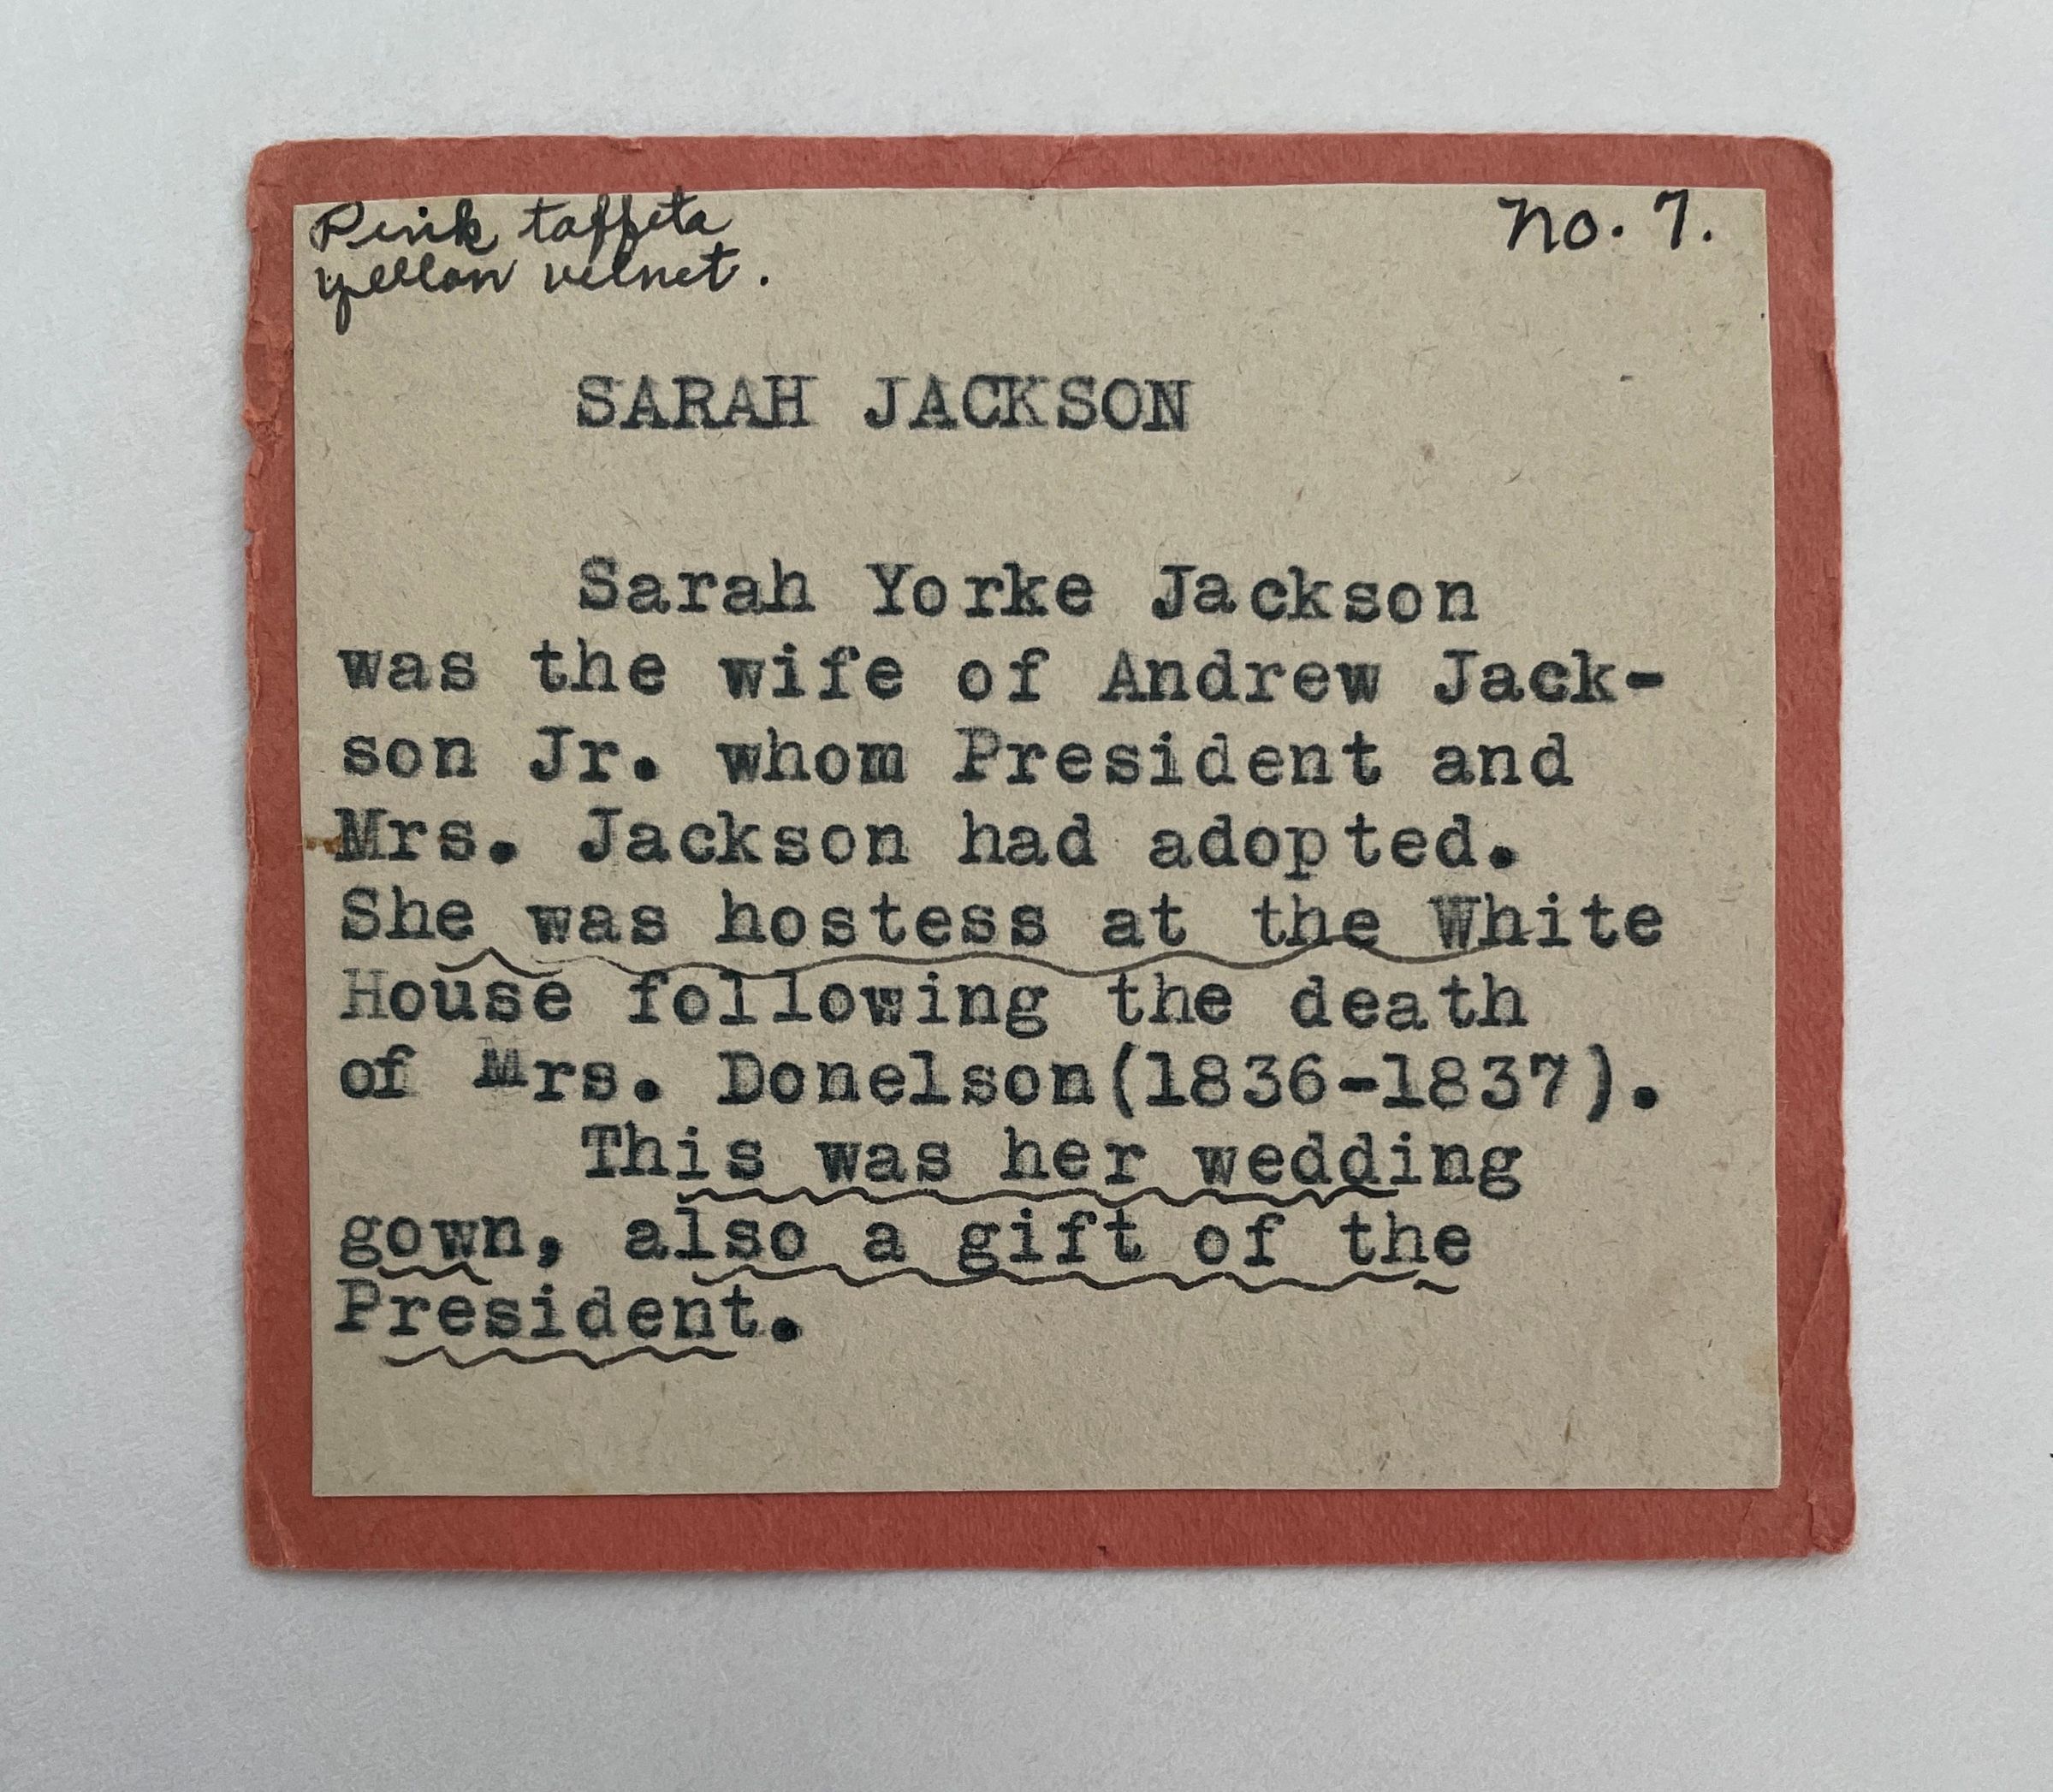 Pink taffeta
yellow velvet.
No. 7.
SARAH JACKSON
Sarah Yorke Jackson
was the wife of Andrew Jack-
son Jr. whom President and
Mrs. Jackson had adopted.
She was hostess at the White
House following the death
of Mrs. Donelson(1836-1837).
This was her wedding
gown, also a gift of the
President.